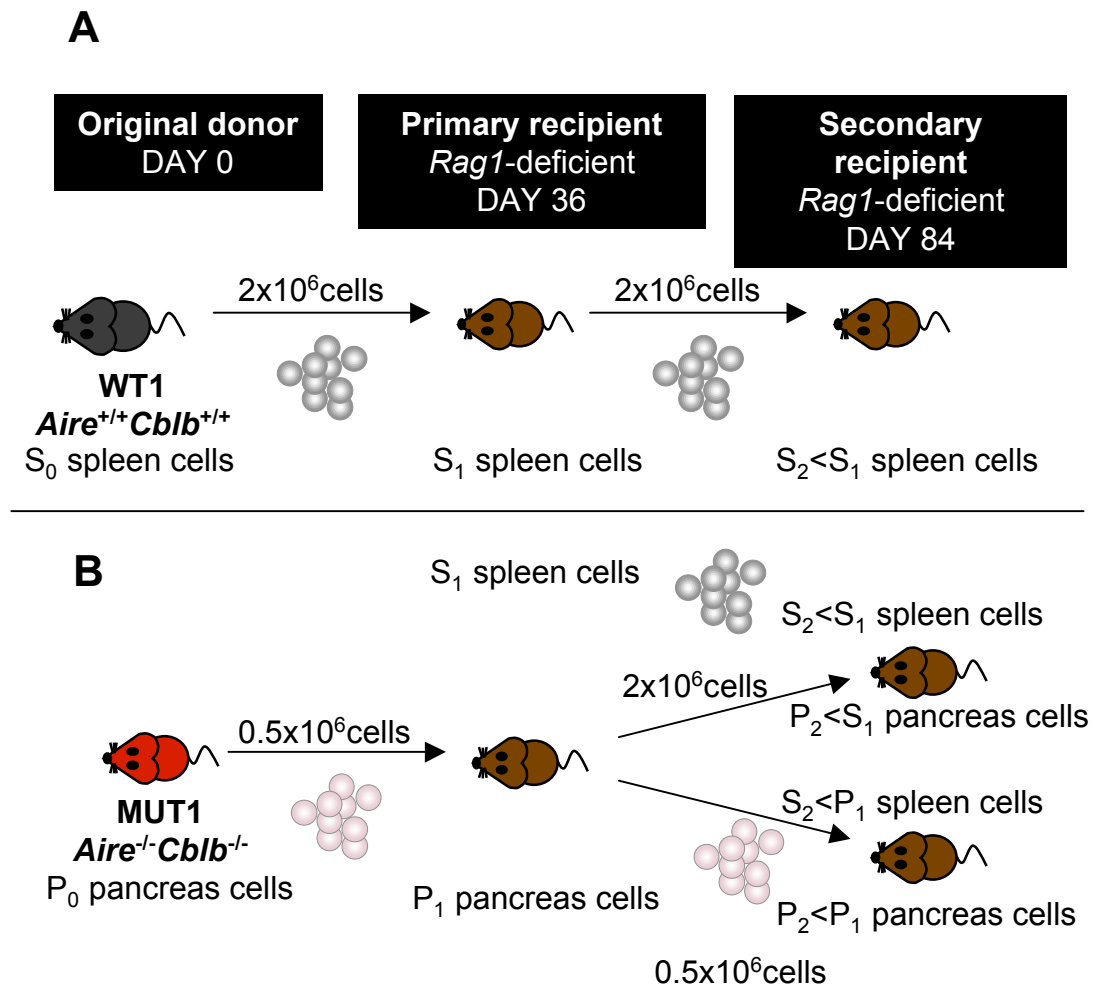 A
Original donor
DAY 0
Primary recipient
Rag1-deficient
DAY 36
Secondary
recipient
Rag1-deficient
DAY 84
2x10⁶cells
2x10⁶cells
WT1
Aire⁺/⁺Cblb⁺/⁺
S₀ spleen cells
S₁ spleen cells
S₂<S₁ spleen cells
B
S₁ spleen cells
S₂<S₁ spleen cells
2x10⁶cells
P₂<S₁ pancreas cells
0.5x10⁶cells
MUT1
Aire⁻/⁻Cblb⁻/⁻
P₀ pancreas cells
P₁ pancreas cells
S₂<P₁ spleen cells
P₂<P₁ pancreas cells
0.5x10⁶cells